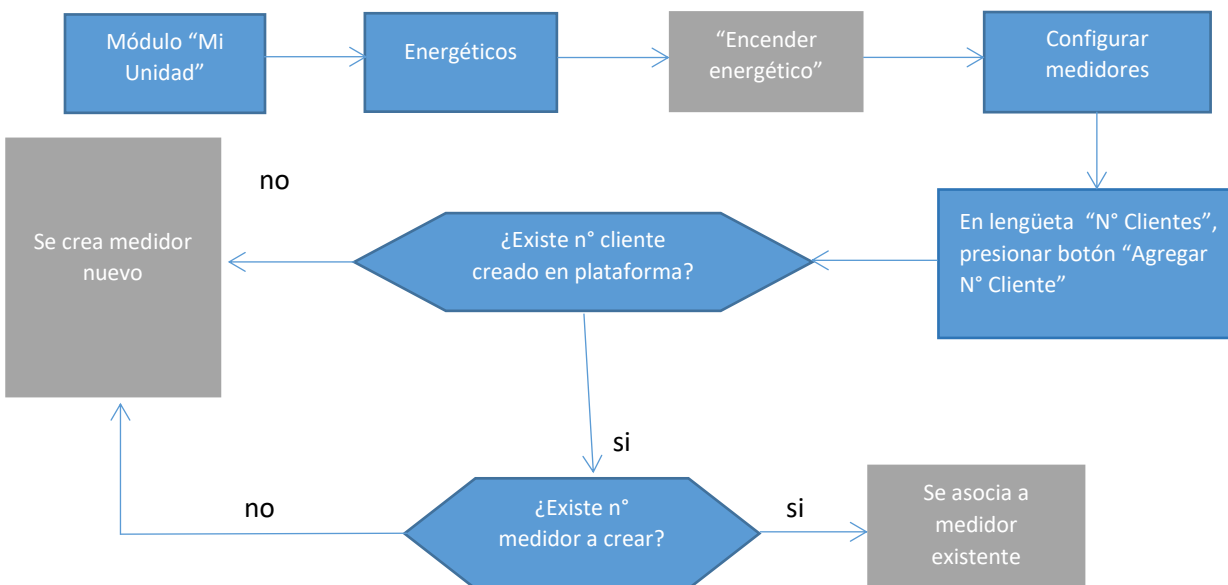 Módulo “Mi
Unidad”
Energéticos
“Encender
energético”
Configurar
medidores
En lengüeta “N° Clientes”,
presionar botón “Agregar
N° Cliente”
¿Existe n° cliente
creado en plataforma?
no
Se crea medidor
nuevo
si
¿Existe n°
medidor a crear?
no
si
Se asocia a
medidor
existente